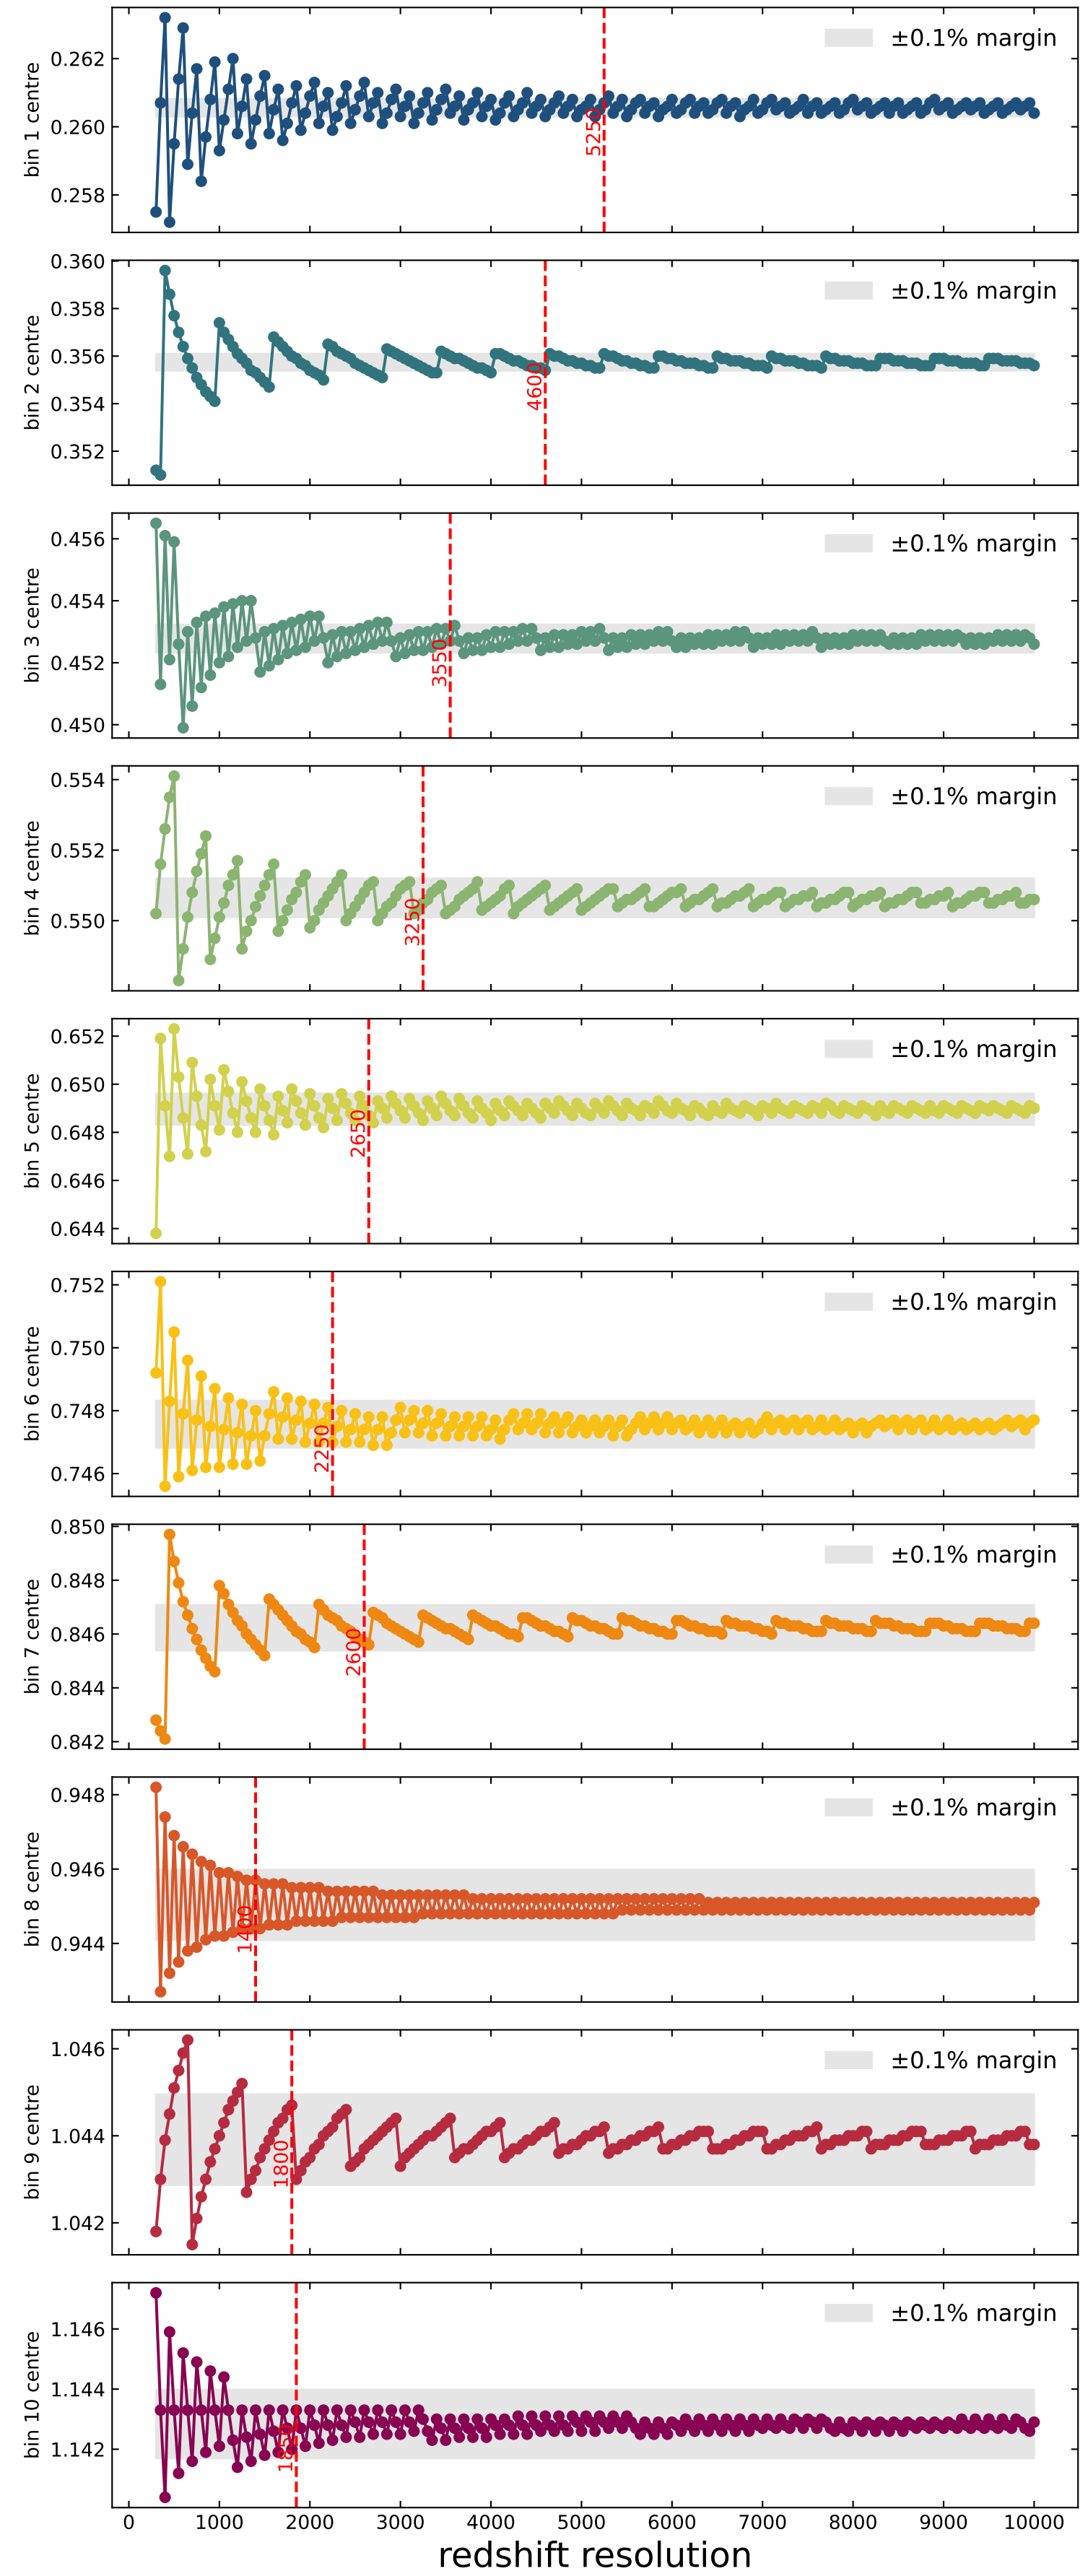 ±0.1% margin
0.262
0.260
0.258
bin 1 centre
5250
±0.1% margin
0.360
0.358
0.356
0.354
0.352
bin 2 centre
4600
±0.1% margin
0.456
0.454
0.452
0.450
bin 3 centre
3550
±0.1% margin
0.554
0.552
0.550
bin 4 centre
3250
±0.1% margin
0.652
0.650
0.648
0.646
0.644
bin 5 centre
2650
±0.1% margin
0.752
0.750
0.748
0.746
bin 6 centre
2250
±0.1% margin
0.850
0.848
0.846
0.844
0.842
bin 7 centre
2600
±0.1% margin
0.948
0.946
0.944
bin 8 centre
1400
±0.1% margin
1.046
1.044
1.042
bin 9 centre
1800
±0.1% margin
1.146
1.144
1.142
bin 10 centre
1850
0 1000 2000 3000 4000 5000 6000 7000 8000 9000 10000
redshift resolution